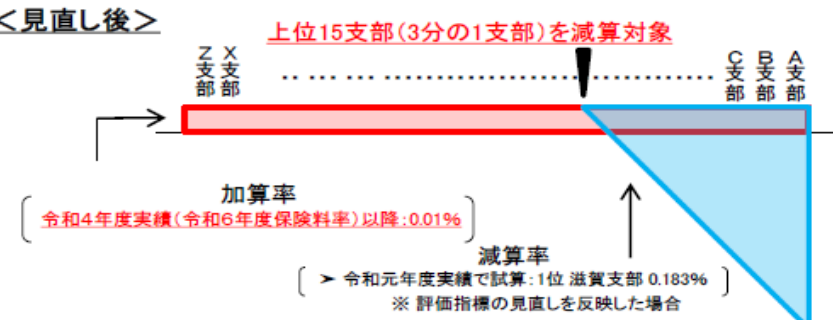 ＜見直し後＞
上位15支部（3分の1支部）を減算対象
Z支部 X支部 ‥ … … … ……………………………… C支部 B支部 A支部
加算率
令和4年度実績（令和6年度保険料率）以降：0.01%
減算率
➤ 令和元年度実績で試算：1位 滋賀支部 0.183%
※ 評価指標の見直しを反映した場合